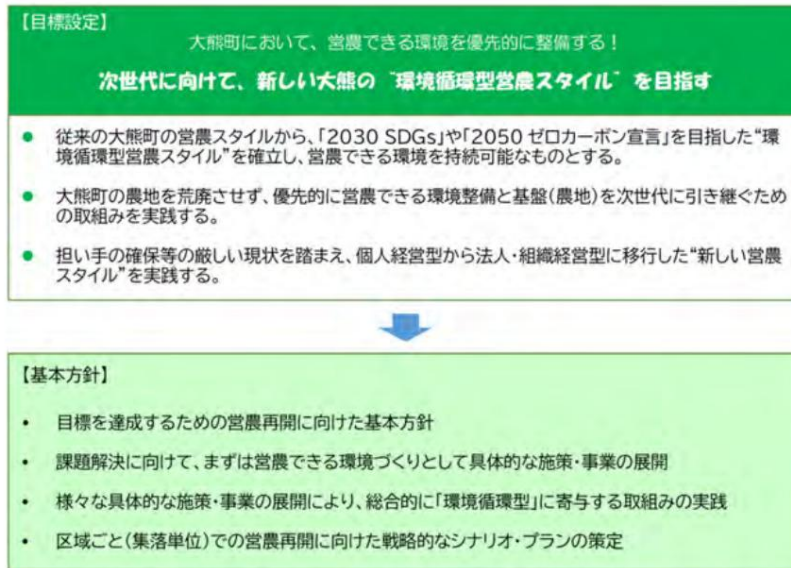 【目標設定】
大熊町において、営農できる環境を優先的に整備する!
次世代に向けて、新しい大熊の“環境循環型営農スタイル”を目指す
● 従来の大熊町の営農スタイルから、「2030 SDGs」や「2050 ゼロカーボン宣言」を目指した“環
境循環型営農スタイル”を確立し、営農できる環境を持続可能なものとする。
● 大熊町の農地を荒廃させず、優先的に営農できる環境整備と基盤(農地)を次世代に引き継ぐため
の取組みを実践する。
● 担い手の確保等の厳しい現状を踏まえ、個人経営型から法人・組織経営型に移行した“新しい営農
スタイル”を実践する。
【基本方針】
• 目標を達成するための営農再開に向けた基本方針
• 課題解決に向けて、まずは営農できる環境づくりとして具体的な施策・事業の展開
• 様々な具体的な施策・事業の展開により、総合的に「環境循環型」に寄与する取組みの実践
• 区域ごと(集落単位)での営農再開に向けた戦略的なシナリオ・プランの策定